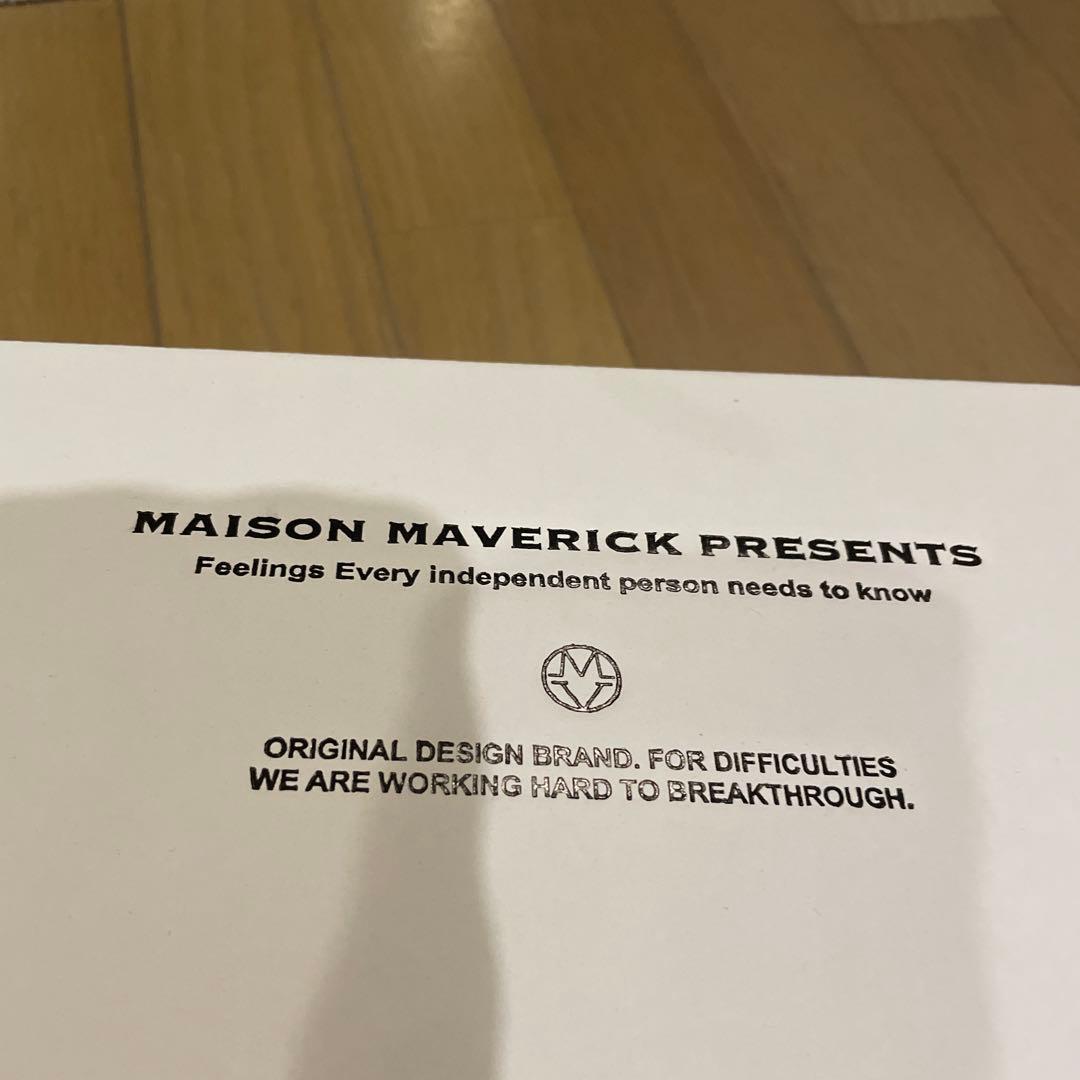 MAISON MAVERICK PRESENTS
Feelings Every independent person needs to know
MV
ORIGINAL DESIGN BRAND. FOR DIFFICULTIES
WE ARE WORKING HARD TO BREAKTHROUGH.